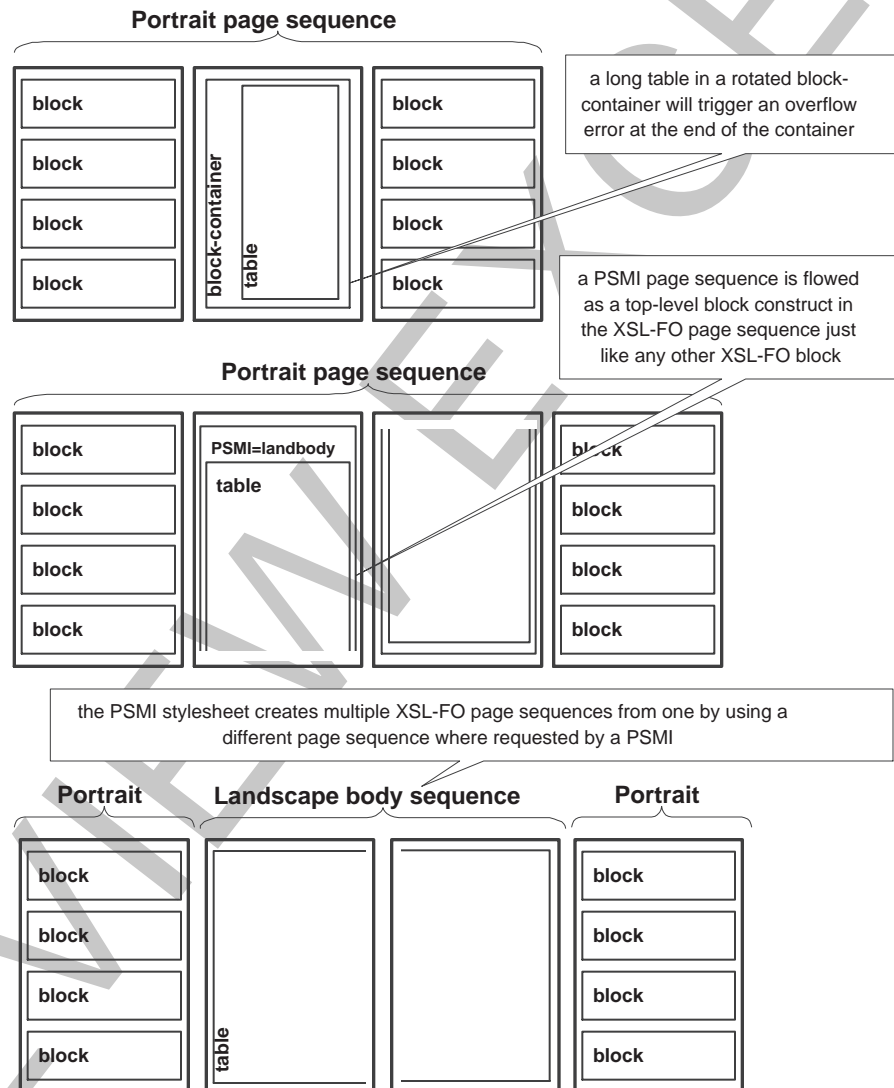 Portrait page sequence
block
block
block
block
block-container
table
block
block
block
block
a long table in a rotated block-
container will trigger an overflow
error at the end of the container
a PSMI page sequence is flowed
as a top-level block construct in
the XSL-FO page sequence just
like any other XSL-FO block
Portrait page sequence
block
block
block
block
PSMI=landbody
table
block
block
block
block
the PSMI stylesheet creates multiple XSL-FO page sequences from one by using a
different page sequence where requested by a PSMI
Portrait
Landscape body sequence
Portrait
block
block
block
block
table
block
block
block
block